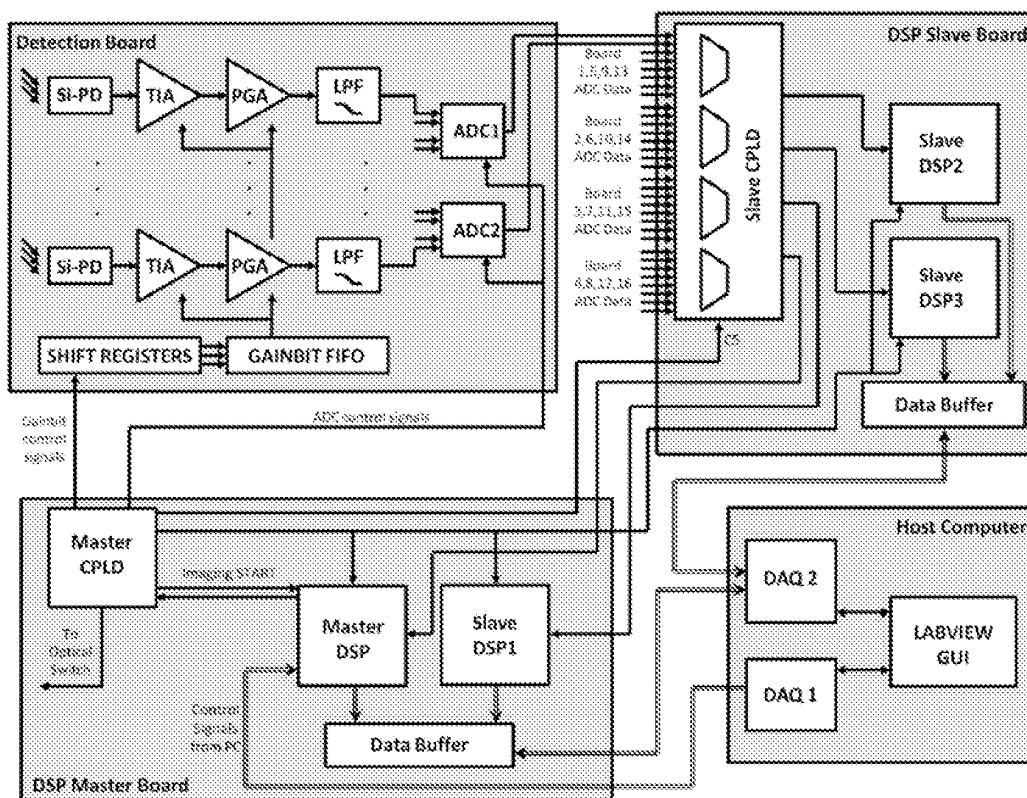 Detection Board
Si-PD
TIA
PGA
LPF
ADC1
Si-PD
TIA
PGA
LPF
ADC2
SHIFT REGISTERS
GAINBIT FIFO
Gainbit
control
signals
ADC control signals
DSP Slave Board
Board
1,5,9,13
ADC Data
Board
2,6,10,14
ADC Data
Board
3,7,11,15
ADC Data
Board
4,8,12,16
ADC Data
Slave CPLD
CS
Slave
DSP2
Slave
DSP3
Data Buffer
DSP Master Board
Master
CPLD
Imaging START
To
Optical
Switch
Master
DSP
Slave
DSP1
Control
Signals
from PC
Data Buffer
Host Computer
DAQ 2
DAQ 1
LABVIEW
GUI